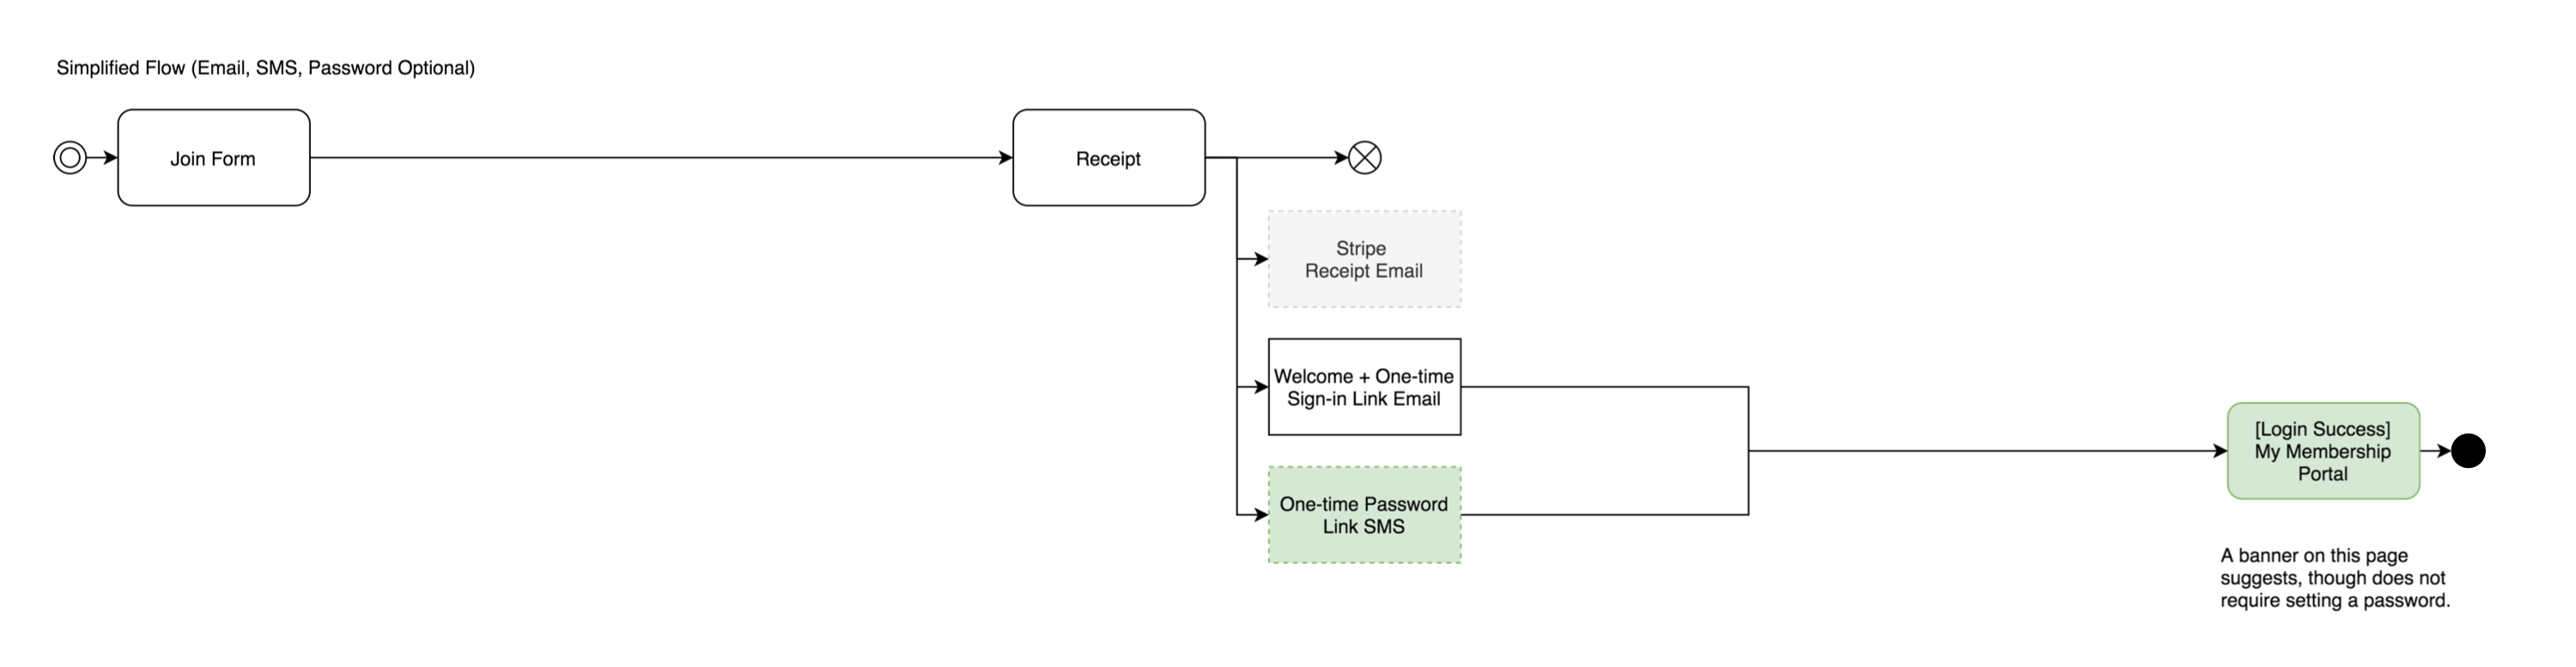 Simplified Flow (Email, SMS, Password Optional)
Join Form
Receipt
Stripe
Receipt Email
Welcome + One-time
Sign-in Link Email
One-time Password
Link SMS
[Login Success]
My Membership
Portal
A banner on this page
suggests, though does not
require setting a password.